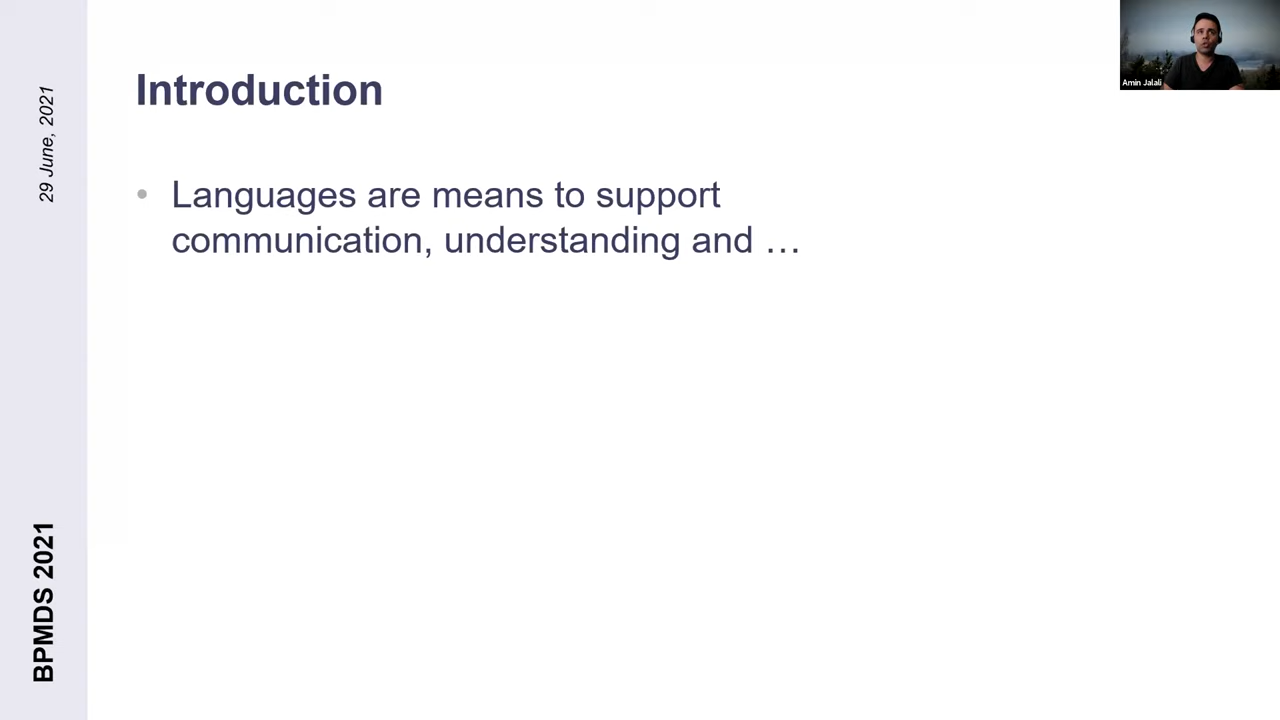 29 June, 2021
BPMDS 2021
Introduction
• Languages are means to support
communication, understanding and …
Amin Jalali